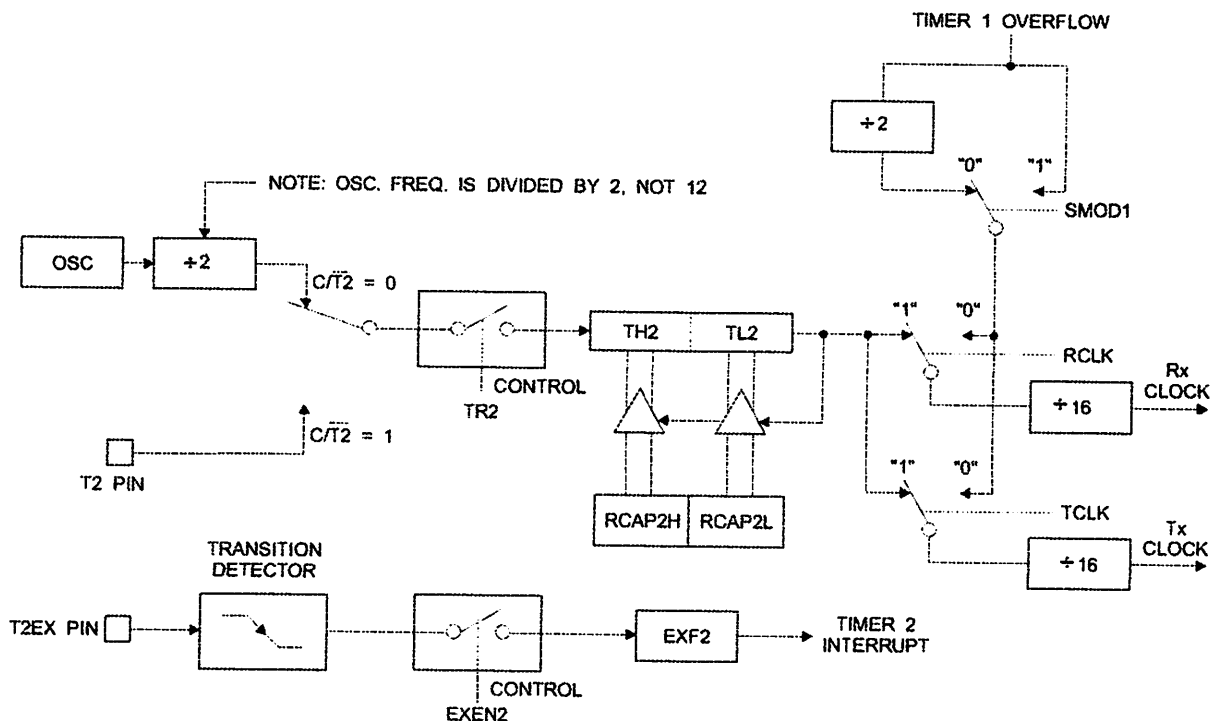 TIMER 1 OVERFLOW
÷2
"0" "1"
NOTE: OSC. FREQ. IS DIVIDED BY 2, NOT 12
SMOD1
OSC
÷2
C/T̅2̅ = 0
"1" "0"
TH2 TL2
RCLK
CONTROL
TR2
Rx
CLOCK
÷16
C/T̅2̅ = 1
T2 PIN
"1" "0"
RCAP2H RCAP2L
TCLK
TRANSITION
DETECTOR
Tx
CLOCK
÷16
T2EX PIN
EXF2
TIMER 2
INTERRUPT
CONTROL
EXEN2